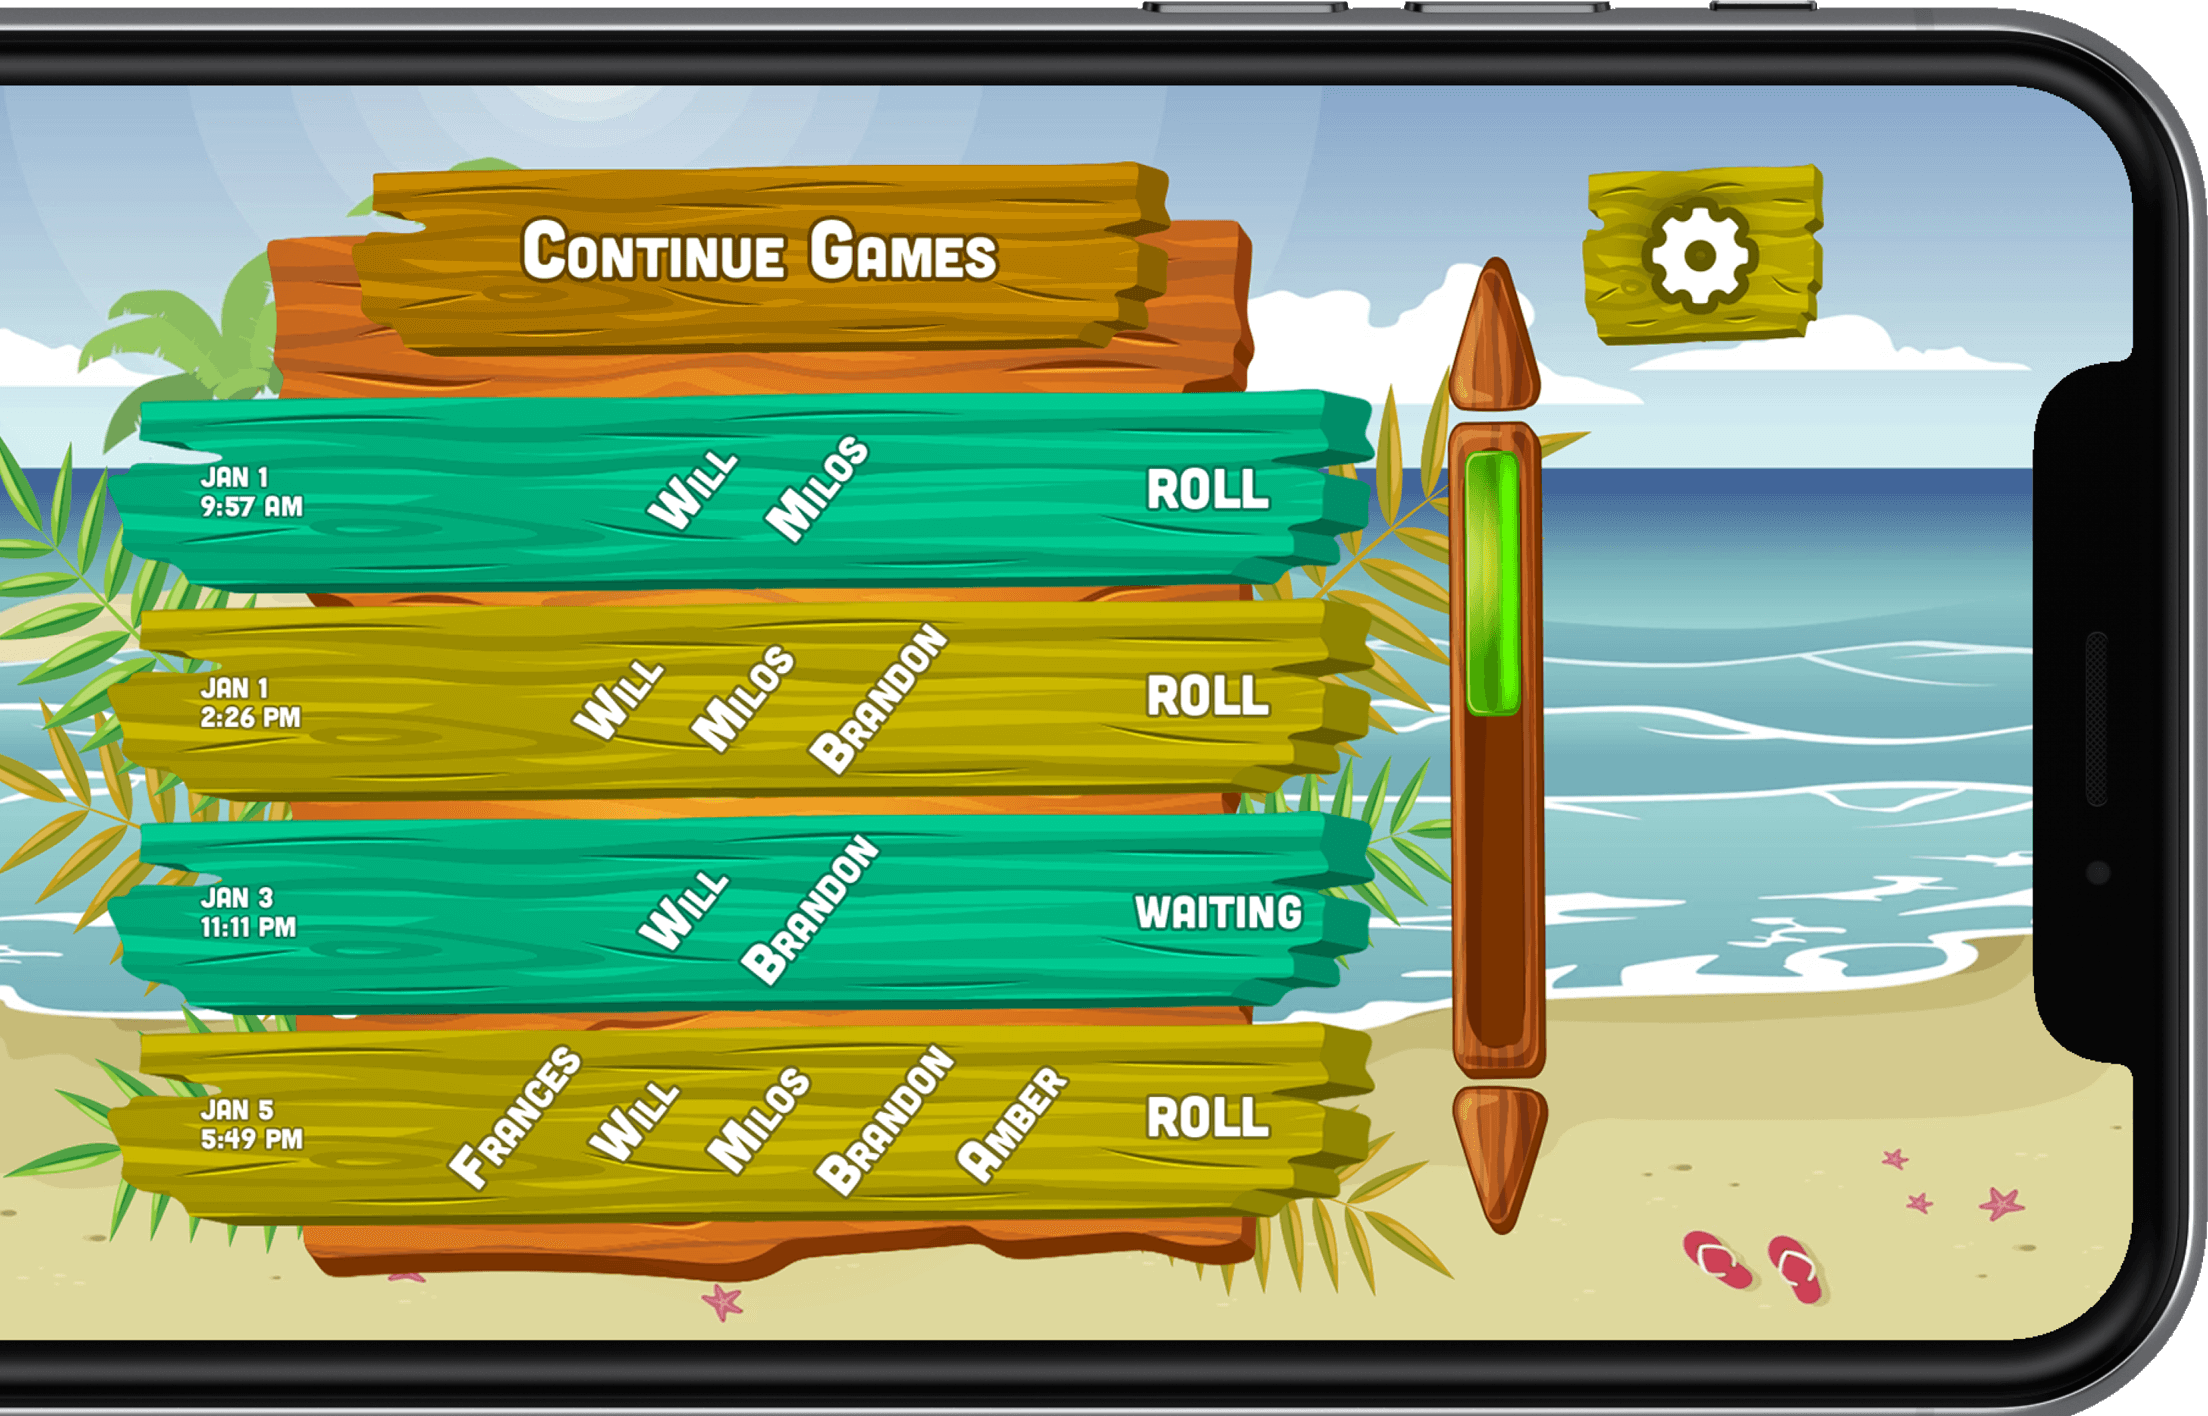 Continue Games
JAN 1
9:57 AM
Will
Milos
ROLL
JAN 1
2:26 PM
Will
Milos
Brandon
ROLL
JAN 3
11:11 PM
Will
Brandon
WAITING
JAN 5
5:49 PM
Frances
Will
Milos
Brandon
Amber
ROLL